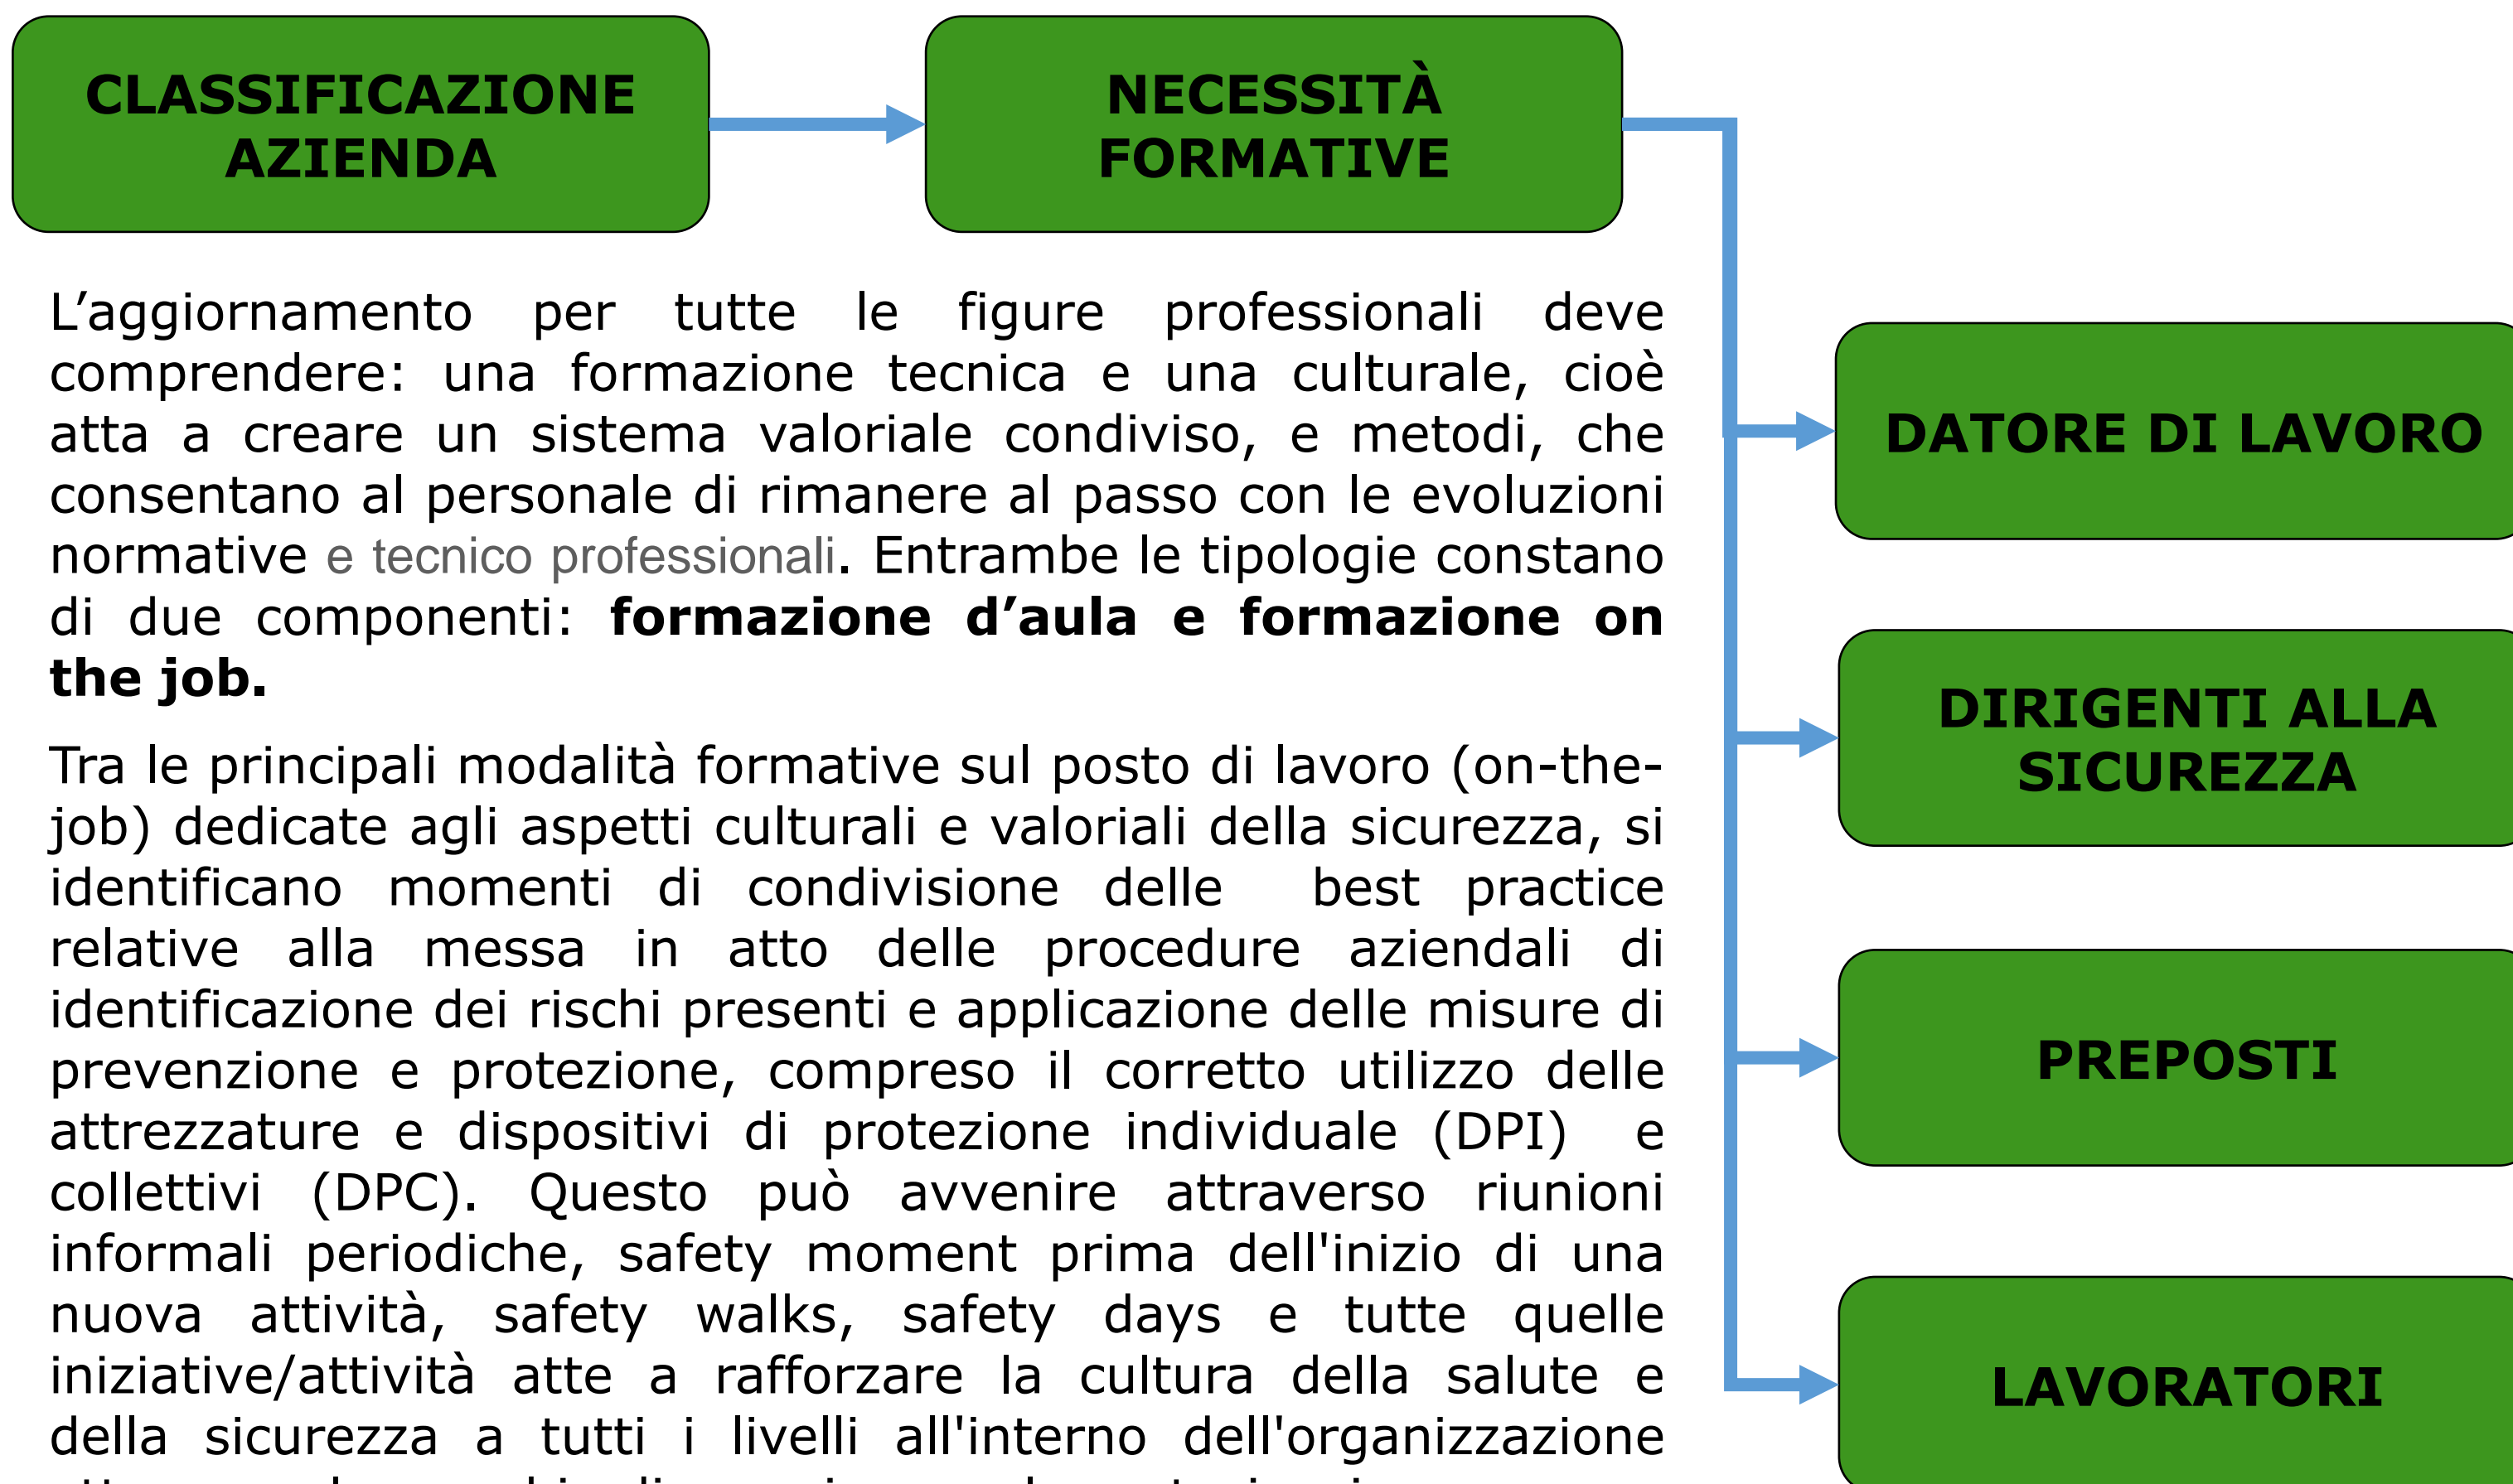 CLASSIFICAZIONE
AZIENDA
NECESSITÀ
FORMATIVE
L’aggiornamento per tutte le figure professionali deve
comprendere: una formazione tecnica e una culturale, cioè
atta a creare un sistema valoriale condiviso, e metodi, che
consentano al personale di rimanere al passo con le evoluzioni
normative e tecnico professionali. Entrambe le tipologie constano
di due componenti: formazione d’aula e formazione on
the job.
Tra le principali modalità formative sul posto di lavoro (on-the-
job) dedicate agli aspetti culturali e valoriali della sicurezza, si
identificano momenti di condivisione delle best practice
relative alla messa in atto delle procedure aziendali di
identificazione dei rischi presenti e applicazione delle misure di
prevenzione e protezione, compreso il corretto utilizzo delle
attrezzature e dispositivi di protezione individuale (DPI) e
collettivi (DPC). Questo può avvenire attraverso riunioni
informali periodiche, safety moment prima dell'inizio di una
nuova attività, safety walks, safety days e tutte quelle
iniziative/attività atte a rafforzare la cultura della salute e
della sicurezza a tutti i livelli all'interno dell'organizzazione
DATORE DI LAVORO
DIRIGENTI ALLA
SICUREZZA
PREPOSTI
LAVORATORI